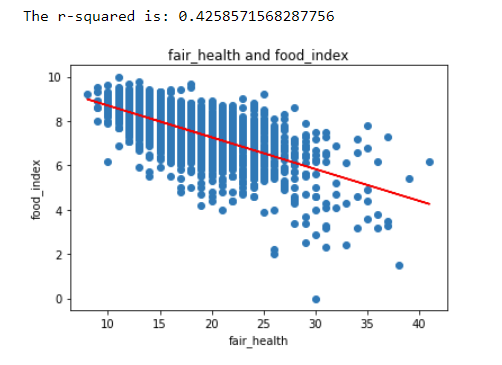 The r-squared is: 0.4258571568287756
fair_health and food_index
10
8
6
4
2
0
food_index
10 15 20 25 30 35 40
fair_health